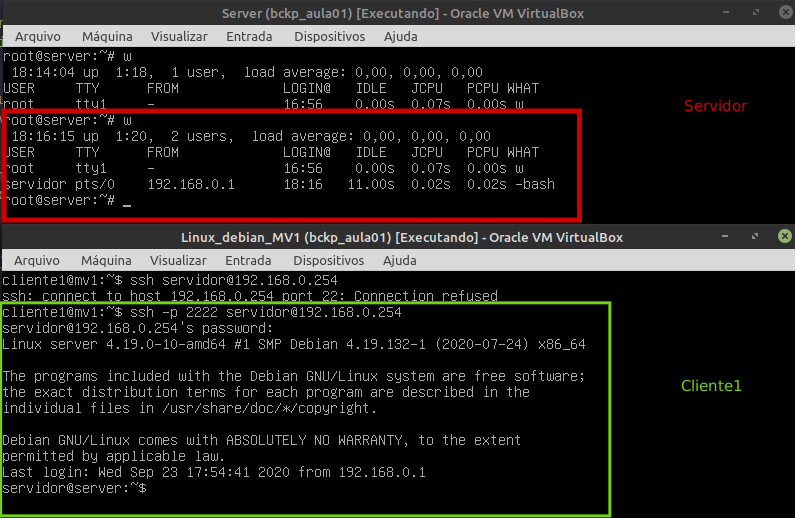 Server (bckp_aula01) [Executando] - Oracle VM VirtualBox
Arquivo Máquina Visualizar Entrada Dispositivos Ajuda
root@server:~# w
 18:14:04 up  1:18,  1 user,  load average: 0,00, 0,00, 0,00
USER     TTY      FROM             LOGIN@   IDLE   JCPU   PCPU WHAT
root     tty1     -                16:56    0.00s  0.07s  0.00s w
root@server:~# w
 18:16:15 up  1:20,  2 users,  load average: 0,00, 0,00, 0,00
USER     TTY      FROM             LOGIN@   IDLE   JCPU   PCPU WHAT
root     tty1     -                16:56    0.00s  0.07s  0.00s w
servidor pts/0    192.168.0.1      18:16   11.00s  0.02s  0.02s -bash
root@server:~# _
Servidor
Linux_debian_MV1 (bckp_aula01) [Executando] - Oracle VM VirtualBox
Arquivo Máquina Visualizar Entrada Dispositivos Ajuda
cliente1@mv1:~$ ssh servidor@192.168.0.254
ssh: connect to host 192.168.0.254 port 22: Connection refused
cliente1@mv1:~$ ssh -p 2222 servidor@192.168.0.254
servidor@192.168.0.254's password:
Linux server 4.19.0-10-amd64 #1 SMP Debian 4.19.132-1 (2020-07-24) x86_64
The programs included with the Debian GNU/Linux system are free software;
the exact distribution terms for each program are described in the
individual files in /usr/share/doc/*/copyright.
Debian GNU/Linux comes with ABSOLUTELY NO WARRANTY, to the extent
permitted by applicable law.
Last login: Wed Sep 23 17:54:41 2020 from 192.168.0.1
servidor@server:~$
Cliente1